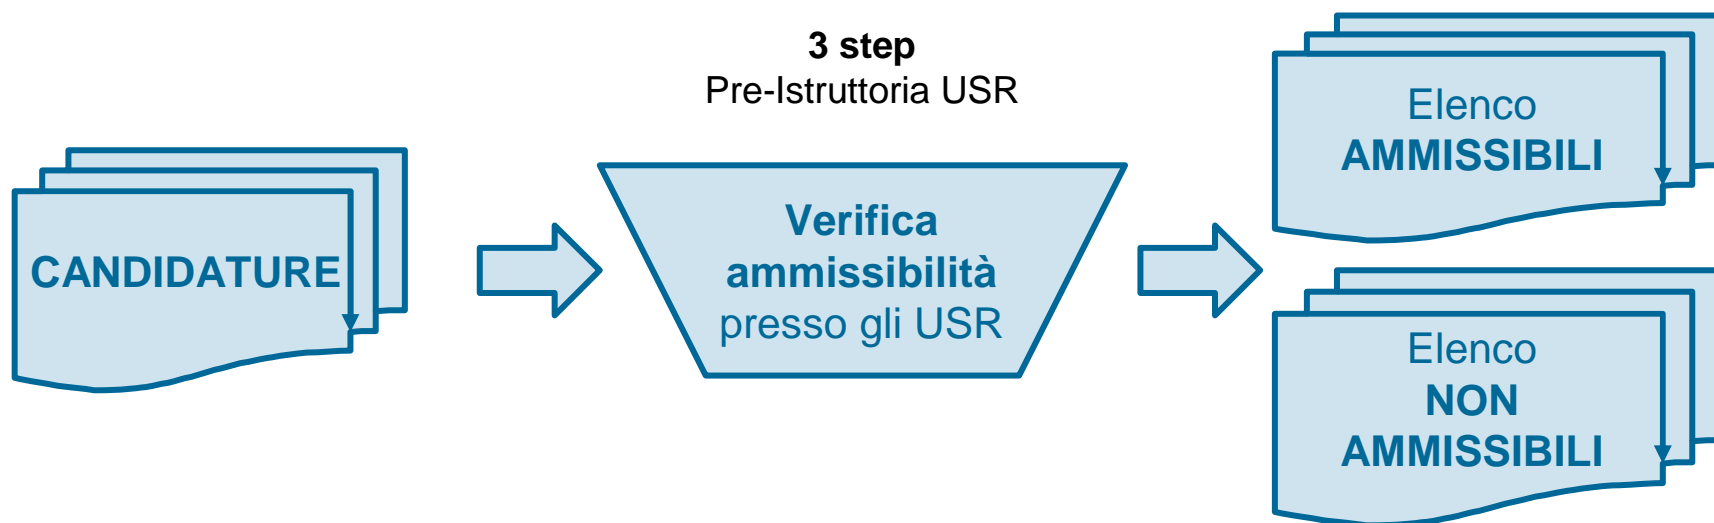 3 step
Pre-Istruttoria USR
CANDIDATURE
Verifica
ammissibilità
presso gli USR
Elenco
AMMISSIBILI
Elenco
NON
AMMISSIBILI